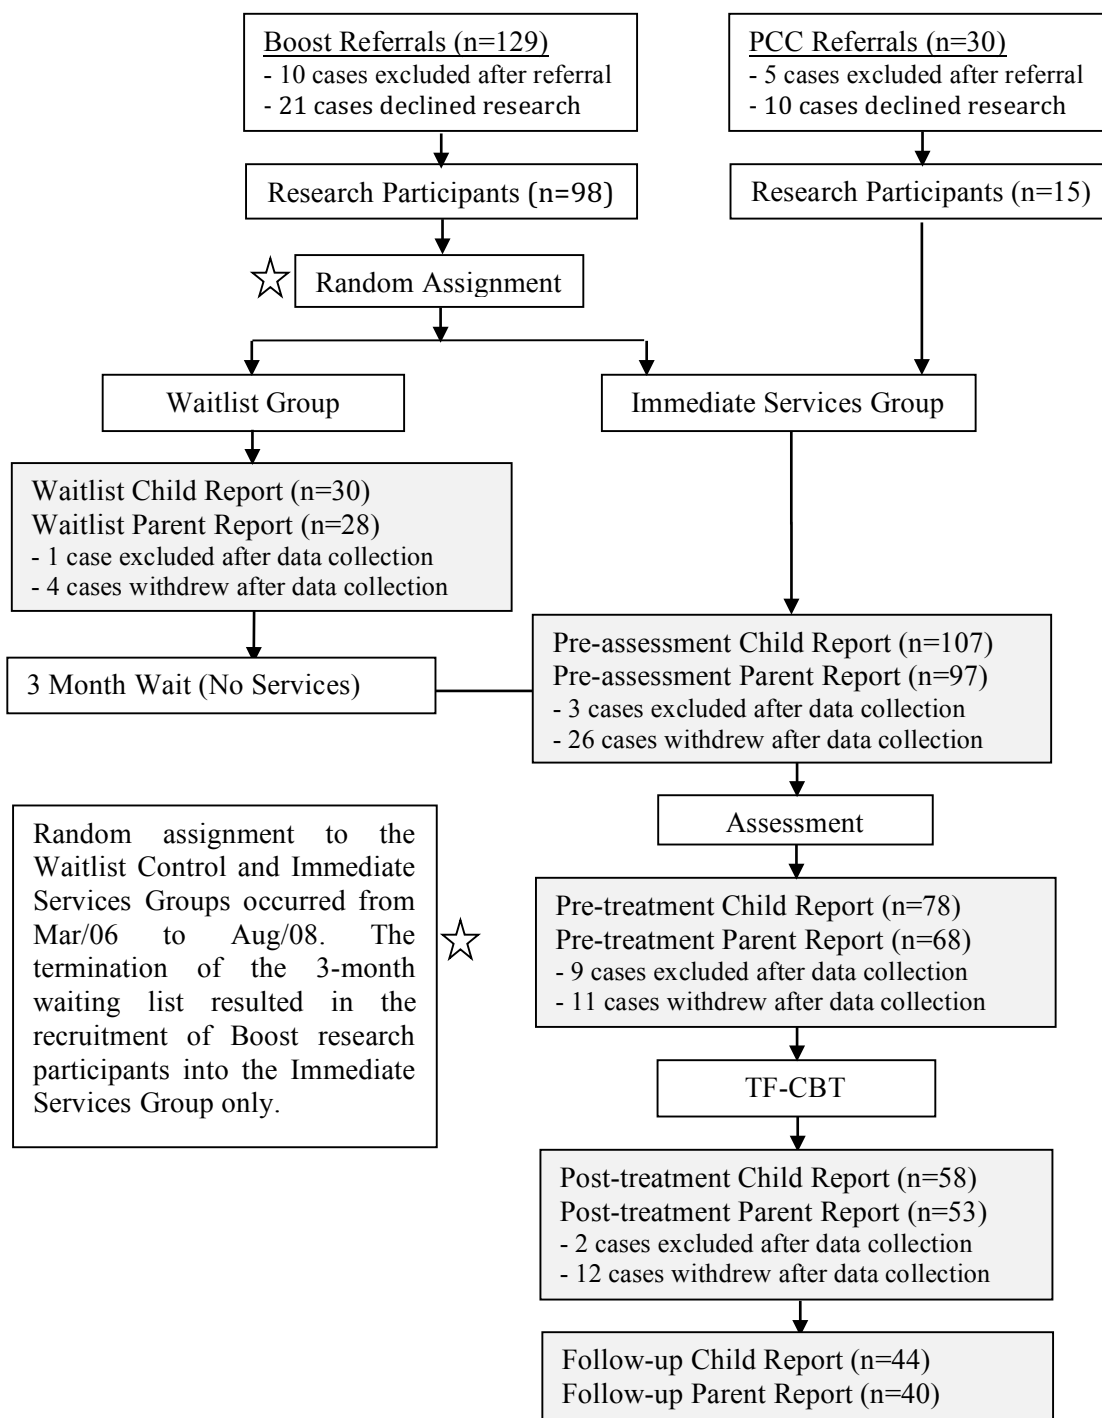 Boost Referrals (n=129)
- 10 cases excluded after referral
- 21 cases declined research
PCC Referrals (n=30)
- 5 cases excluded after referral
- 10 cases declined research
Research Participants (n=98)
Research Participants (n=15)
Random Assignment
Waitlist Group
Immediate Services Group
Waitlist Child Report (n=30)
Waitlist Parent Report (n=28)
- 1 case excluded after data collection
- 4 cases withdrew after data collection
3 Month Wait (No Services)
Pre-assessment Child Report (n=107)
Pre-assessment Parent Report (n=97)
- 3 cases excluded after data collection
- 26 cases withdrew after data collection
Assessment
Random assignment to the
Waitlist Control and Immediate
Services Groups occurred from
Mar/06 to Aug/08. The
termination of the 3-month
waiting list resulted in the
recruitment of Boost research
participants into the Immediate
Services Group only.
Pre-treatment Child Report (n=78)
Pre-treatment Parent Report (n=68)
- 9 cases excluded after data collection
- 11 cases withdrew after data collection
TF-CBT
Post-treatment Child Report (n=58)
Post-treatment Parent Report (n=53)
- 2 cases excluded after data collection
- 12 cases withdrew after data collection
Follow-up Child Report (n=44)
Follow-up Parent Report (n=40)